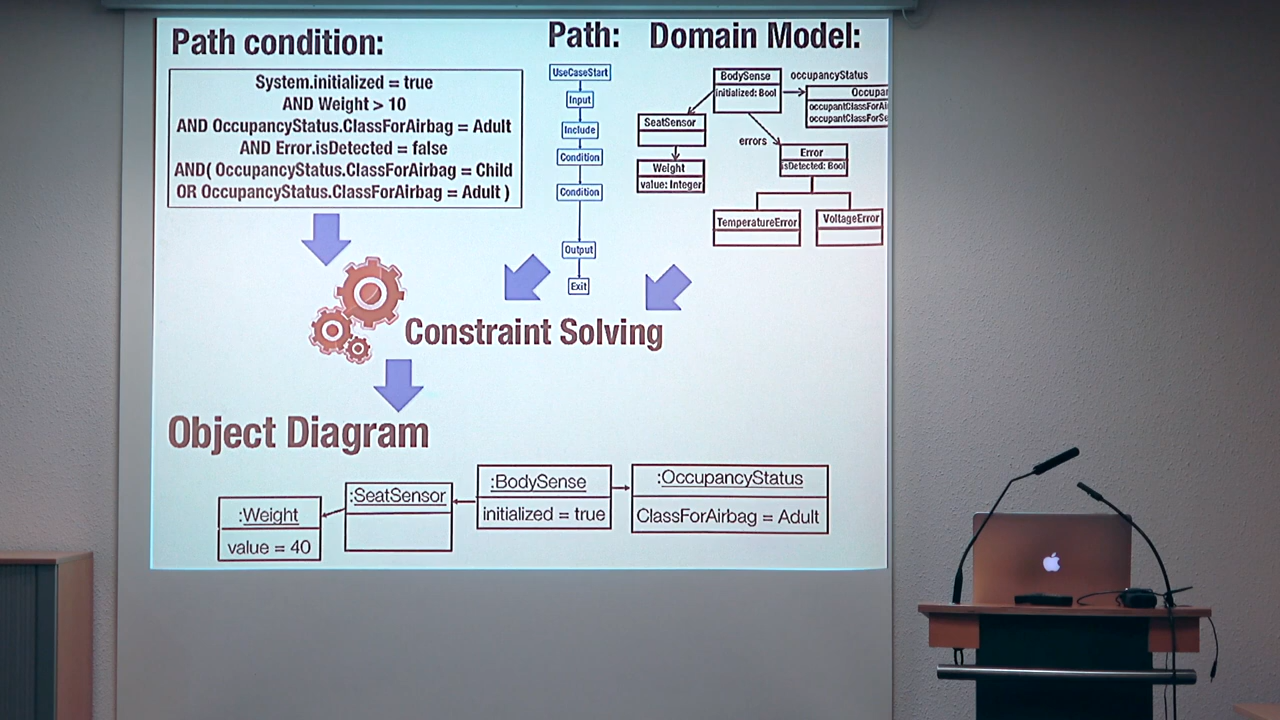 Path condition:
System.initialized = true
AND Weight > 10
AND OccupancyStatus.ClassForAirbag = Adult
AND Error.isDetected = false
AND( OccupancyStatus.ClassForAirbag = Child
OR OccupancyStatus.ClassForAirbag = Adult )
Path:
UseCaseStart
Input
Include
Condition
Condition
Output
Exit
Domain Model:
BodySense
initialized: Bool
occupancyStatus
SeatSensor
Weight
value: Integer
errors
Error
isDetected: Bool
TemperatureError
VoltageError
Constraint Solving
Object Diagram
:Weight
value = 40
:SeatSensor
:BodySense
initialized = true
:OccupancyStatus
ClassForAirbag = Adult